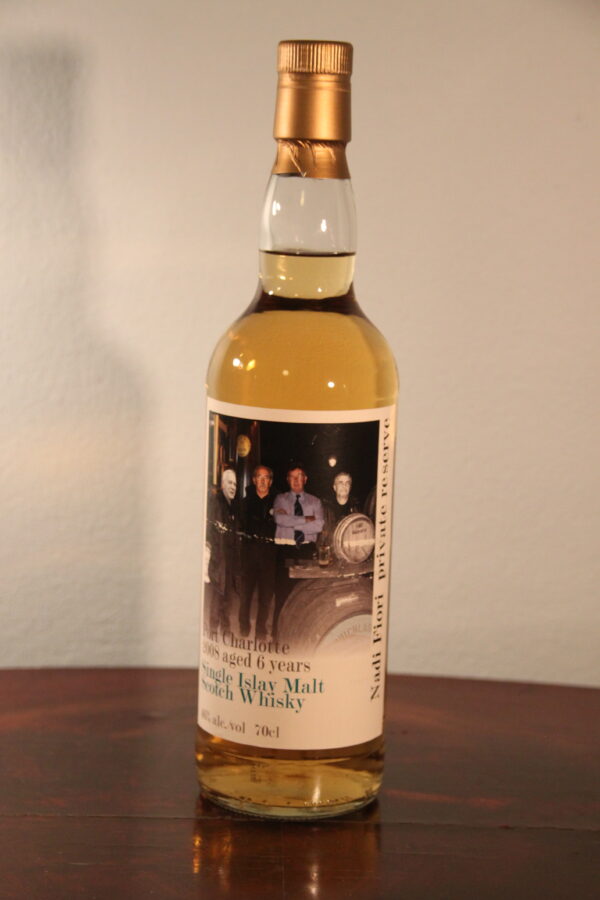 Charlotte
2008 aged 6 years
Single Islay Malt
Scotch Whisky
alc. vol 70cl
Nadi Fiori private reserve